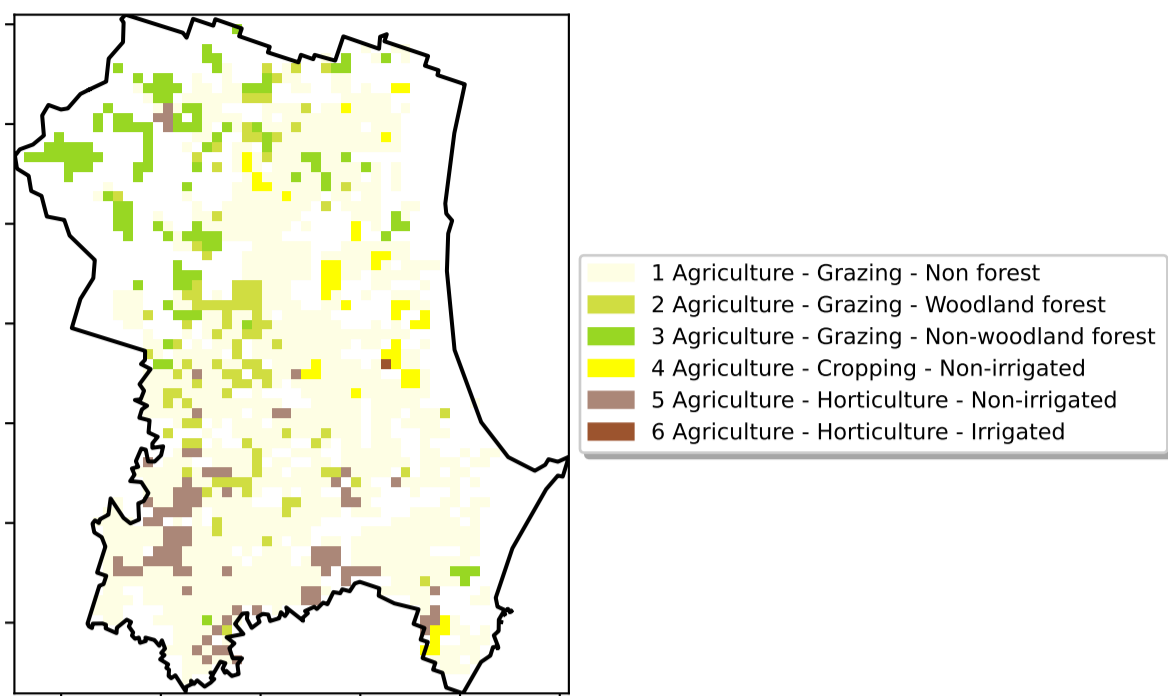 1 Agriculture - Grazing - Non forest
2 Agriculture - Grazing - Woodland forest
3 Agriculture - Grazing - Non-woodland forest
4 Agriculture - Cropping - Non-irrigated
5 Agriculture - Horticulture - Non-irrigated
6 Agriculture - Horticulture - Irrigated